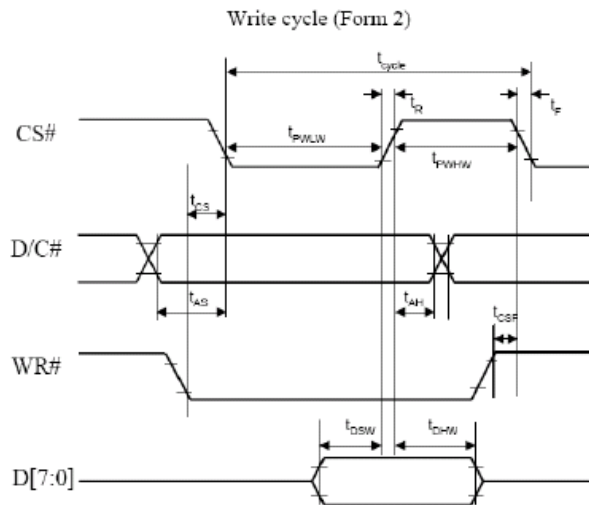 Write cycle (Form 2)
tcycle
tR
tF
CS#
tPWLW
tPWHW
tCS
D/C#
tAS
tAH
tCSF
WR#
tDSW
tDHW
D[7:0]